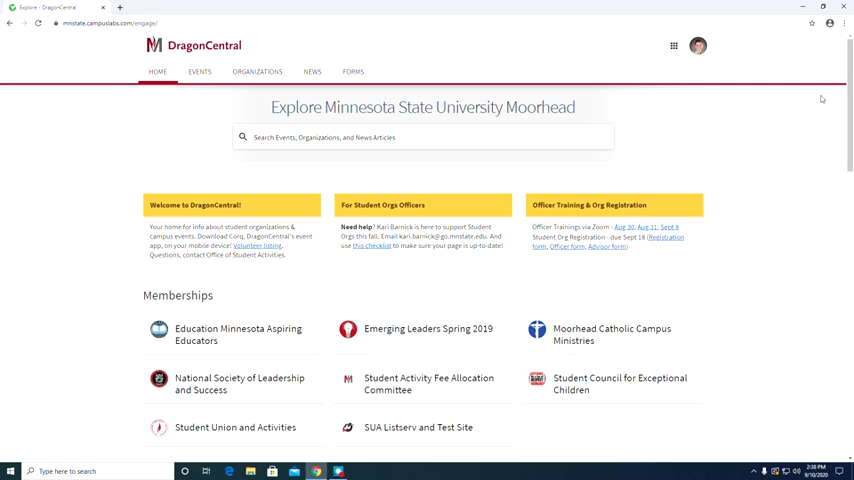 Explore - DragonCentral
mnstate.campuslabs.com/engage/
DragonCentral
HOME EVENTS ORGANIZATIONS NEWS FORMS
Explore Minnesota State University Moorhead
Search Events, Organizations, and News Articles
Welcome to DragonCentral!
Your home for info about student organizations &
campus events. Download Corq, DragonCentral's event
app, on your mobile device! Volunteer listing.
Questions, contact Office of Student Activities.
For Student Orgs Officers
Need help? Kari Barnick is here to support Student
Orgs this fall. Email kari.barnick@go.mnstate.edu. And
use this checklist to make sure your page is up-to-date!
Officer Training & Org Registration
Officer Trainings via Zoom - Aug 30, Aug 31, Sept 8
Student Org Registration - due Sept 18 (Registration
form, Officer form, Advisor form)
Memberships
Education Minnesota Aspiring
Educators
Emerging Leaders Spring 2019
Moorhead Catholic Campus
Ministries
National Society of Leadership
and Success
Student Activity Fee Allocation
Committee
Student Council for Exceptional
Children
Student Union and Activities
SUA Listserv and Test Site
Type here to search
2:38 PM
9/10/2020